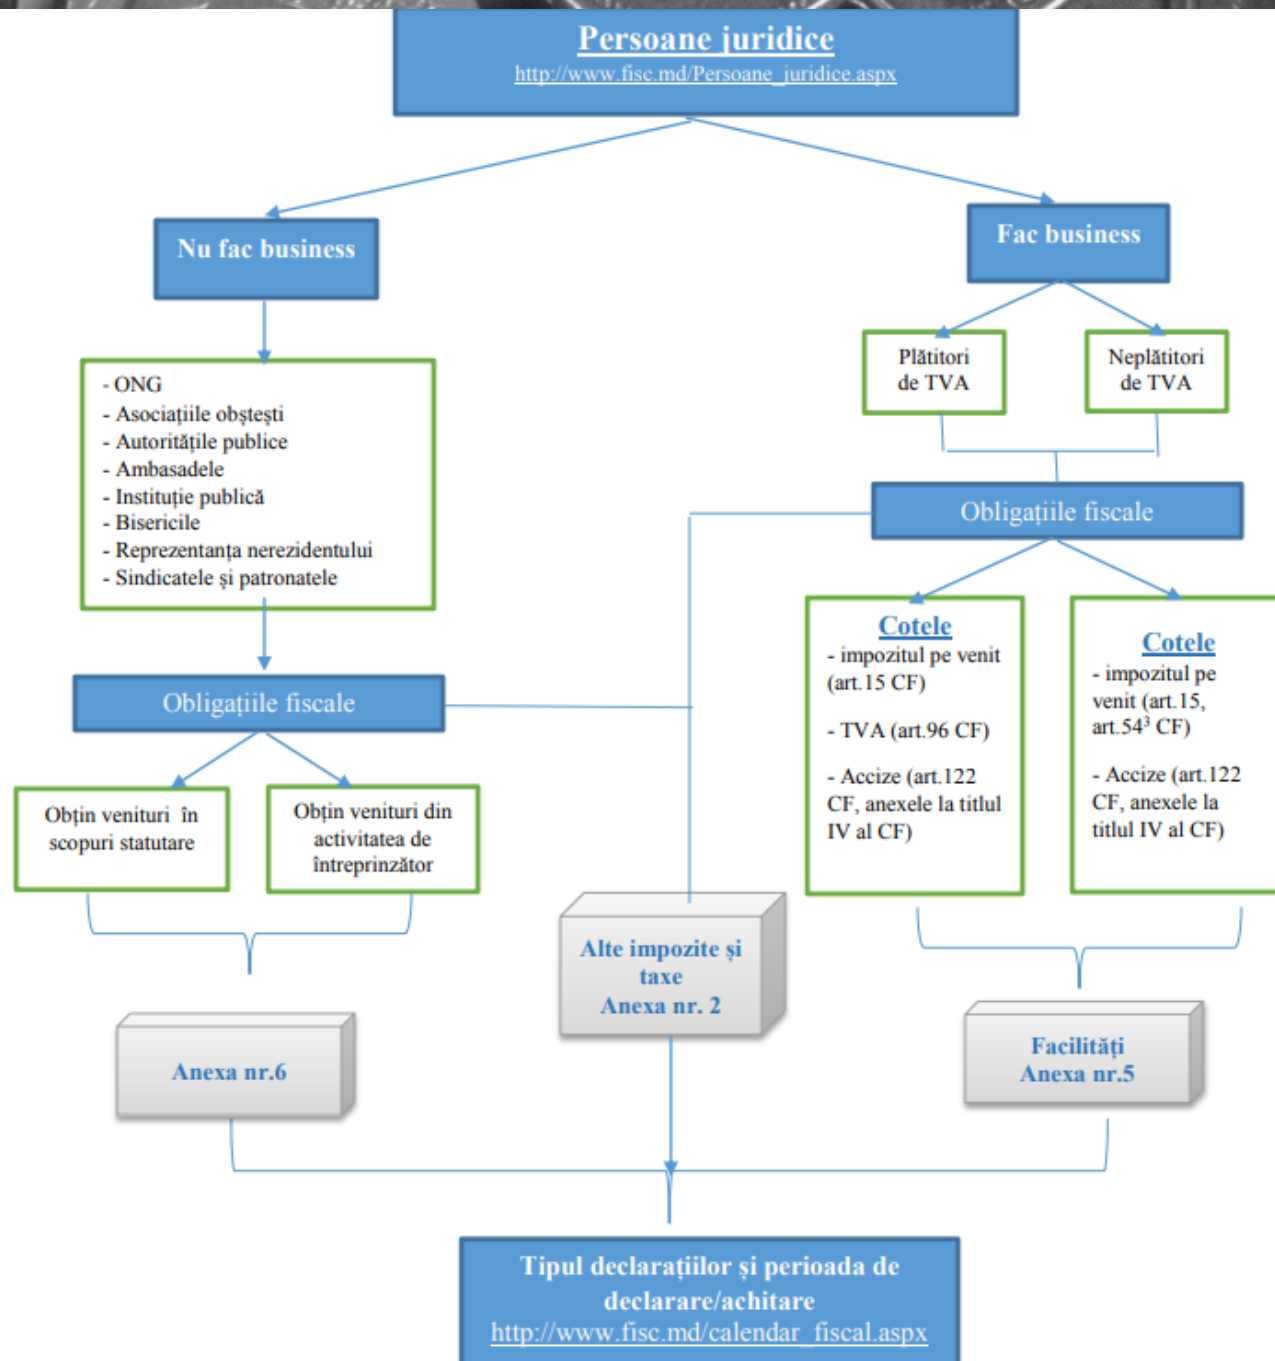 Persoane juridice
http://www.fisc.md/Persoane_juridice.aspx
Nu fac business
Fac business
- ONG
- Asociațiile obștești
- Autoritățile publice
- Ambasadele
- Instituție publică
- Bisericile
- Reprezentanța nerezidentului
- Sindicatele și patronatele
Plătitori
de TVA
Neplătitori
de TVA
Obligațiile fiscale
Obligațiile fiscale
Obțin venituri în
scopuri statutare
Obțin venituri din
activitatea de
întreprinzător
Cotele
- impozitul pe venit
(art.15 CF)
- TVA (art.96 CF)
- Accize (art.122
CF, anexele la titlul
IV al CF)
Cotele
- impozitul pe
venit (art.15,
art.54³ CF)
- Accize (art.122
CF, anexele la
titlul IV al CF)
Alte impozite și
taxe
Anexa nr. 2
Anexa nr.6
Facilități
Anexa nr.5
Tipul declarațiilor și perioada de
declarare/achitare
http://www.fisc.md/calendar_fiscal.aspx